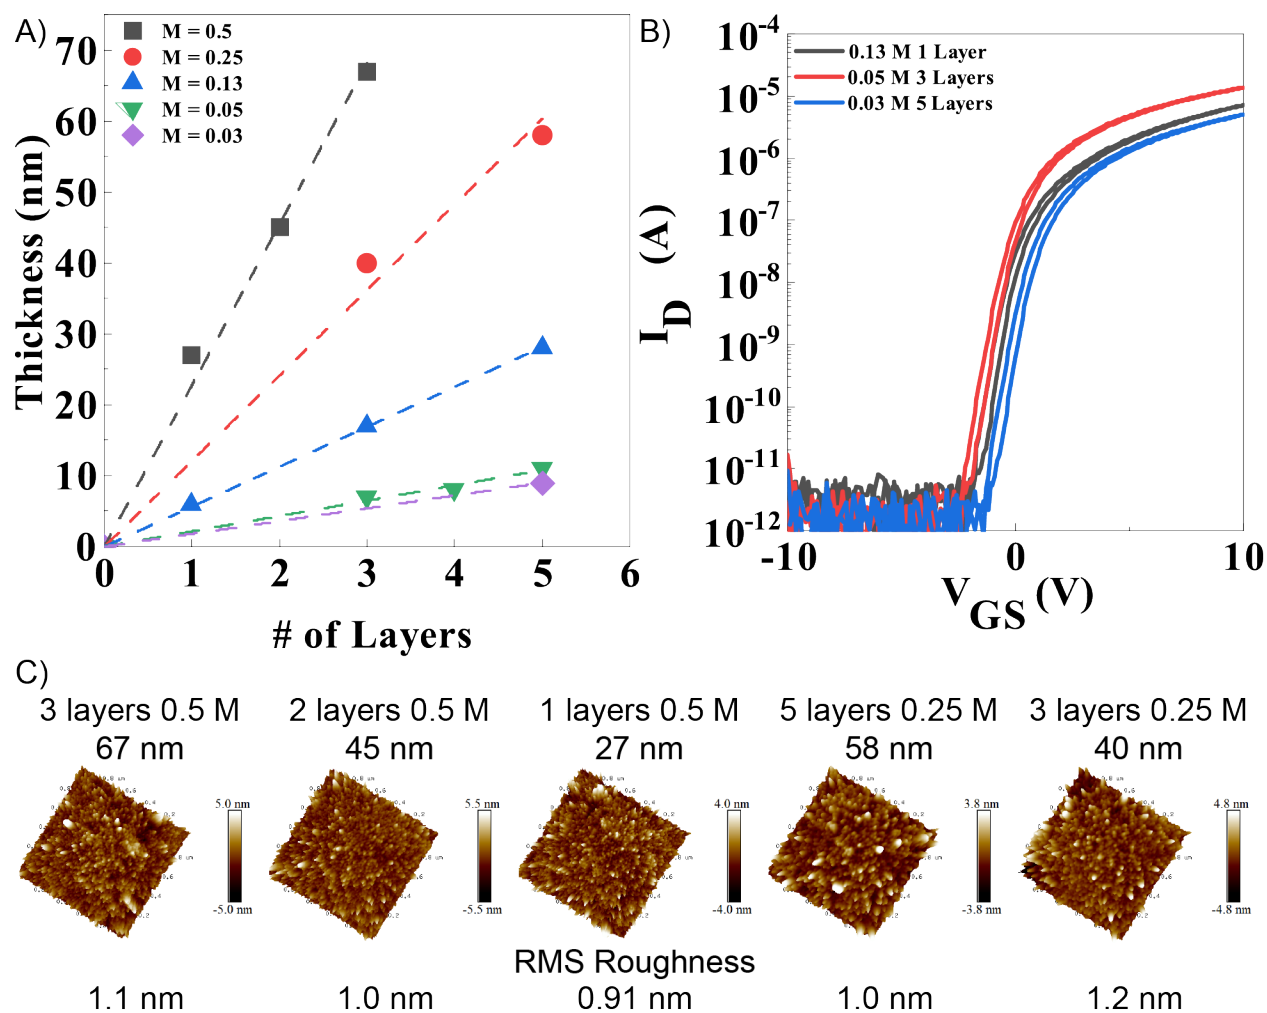 A)
M = 0.5
M = 0.25
M = 0.13
M = 0.05
M = 0.03
70
60
50
40
30
20
10
0
Thickness (nm)
0 1 2 3 4 5 6
# of Layers
B)
0.13 M 1 Layer
0.05 M 3 Layers
0.03 M 5 Layers
10-4
10-5
10-6
10-7
10-8
10-9
10-10
10-11
10-12
ID (A)
-10 0 10
VGS (V)
C)
3 layers 0.5 M 2 layers 0.5 M 1 layers 0.5 M 5 layers 0.25 M 3 layers 0.25 M
67 nm 45 nm 27 nm 58 nm 40 nm
5.0 nm 5.5 nm 4.0 nm 3.8 nm 4.8 nm
-5.0 nm -5.5 nm -4.0 nm -3.8 nm -4.8 nm
RMS Roughness
1.1 nm 1.0 nm 0.91 nm 1.0 nm 1.2 nm